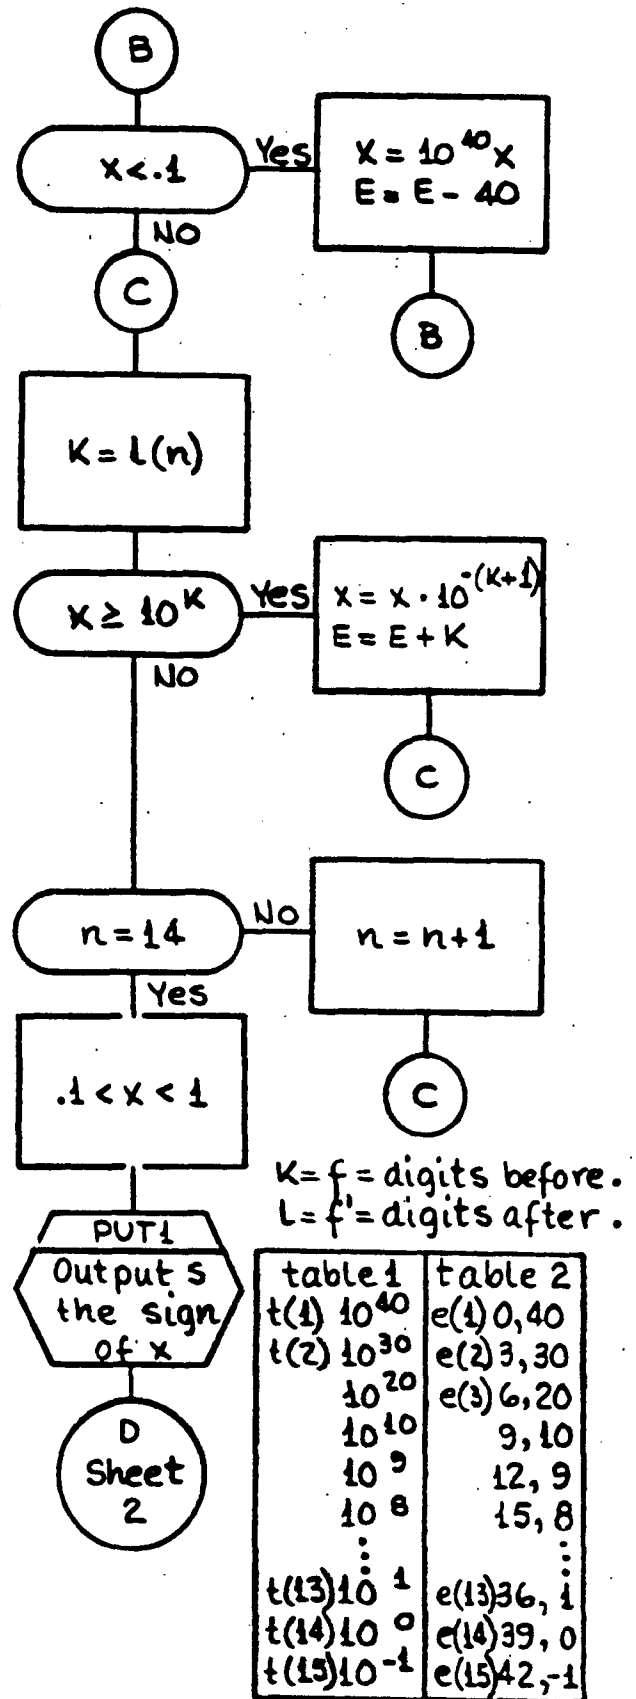 B
x < .1
Yes
X = 10^40 x
E = E - 40
NO
C
B
K = l(n)
x ≥ 10^K
Yes
x = x · 10^-(K+1)
E = E + K
NO
C
n = 14
NO
n = n+1
Yes
.1 < x < 1
C
K = f = digits before .
L = f' = digits after .
PUT1
Output s
the sign
of x
D
Sheet
2
table 1 table 2
t(1) 10^40 e(1) 0, 40
t(2) 10^30 e(2) 3, 30
10^20 e(3) 6, 20
10^10 9, 10
10^9 12, 9
10^8 15, 8
⋮ ⋮
t(13) 10^1 e(13) 36, 1
t(14) 10^0 e(14) 39, 0
t(15) 10^-1 e(15) 42, -1